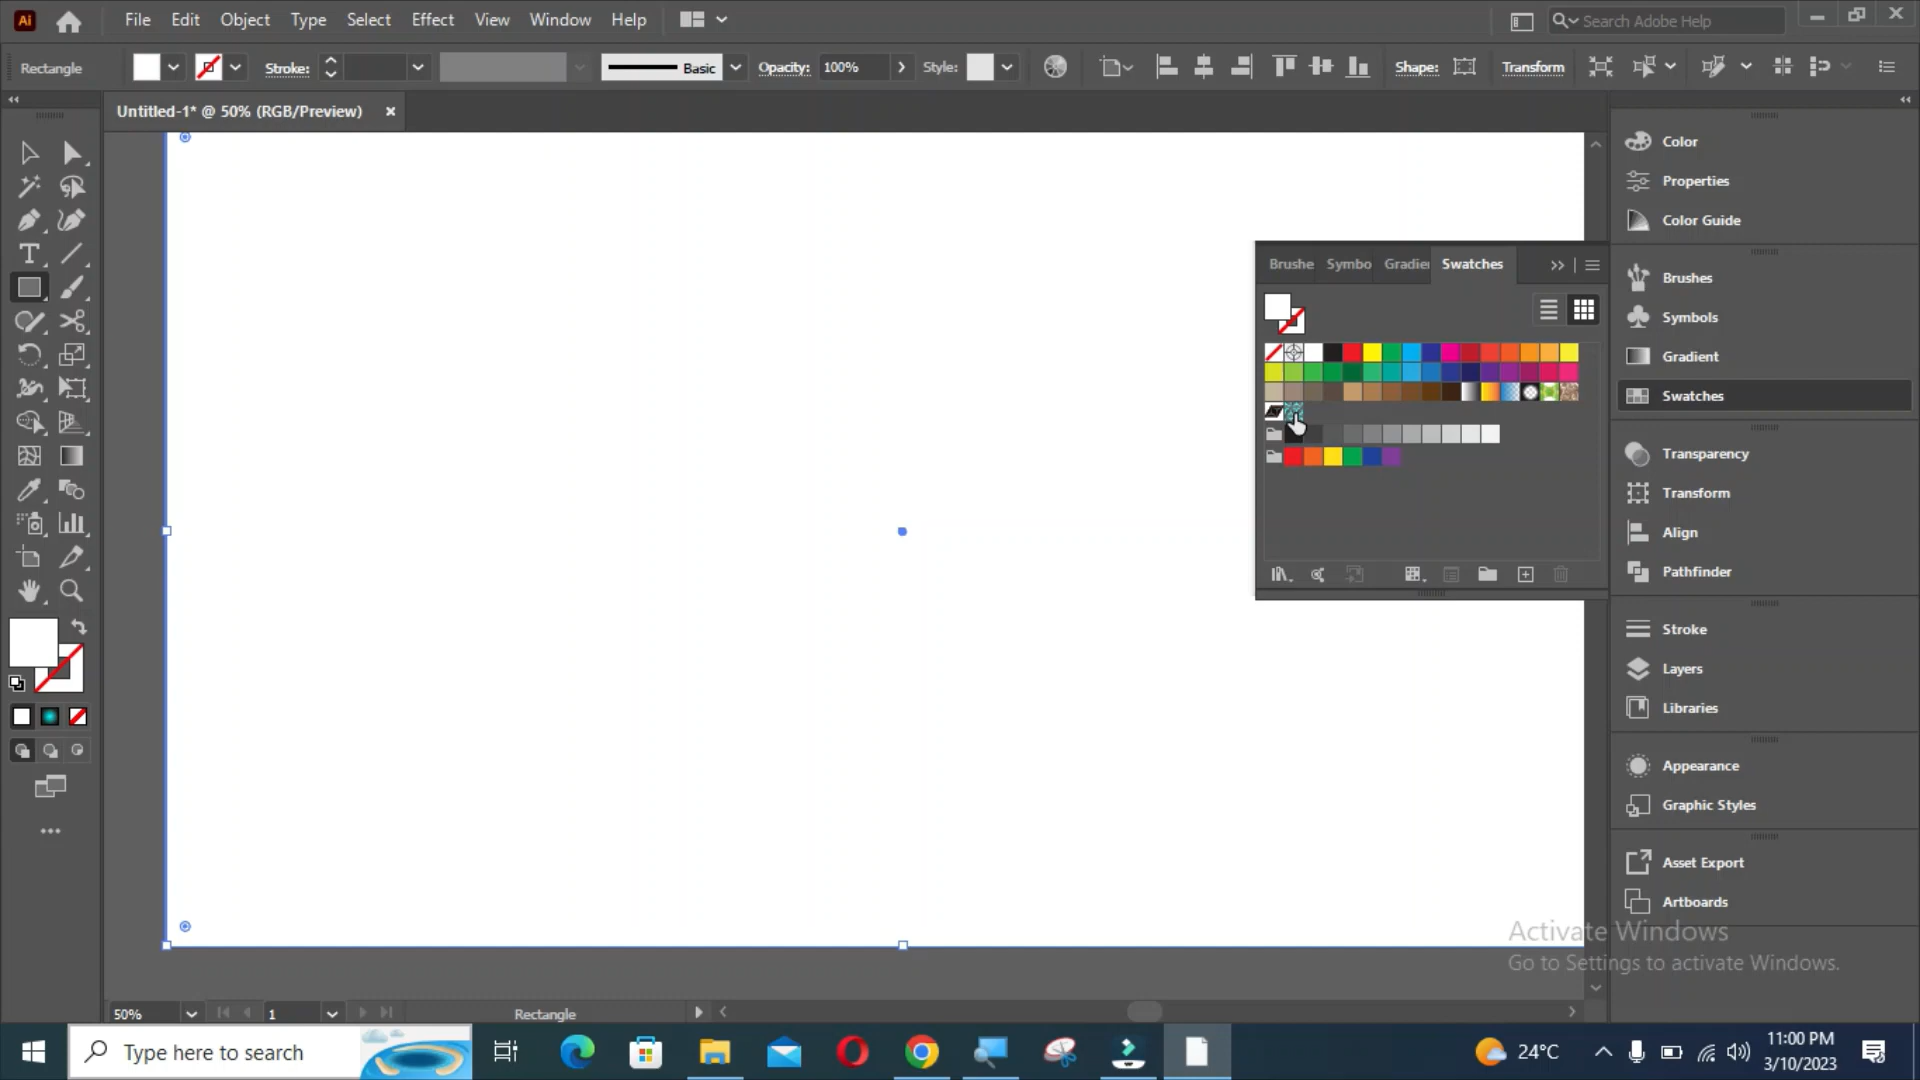 Ai File Edit Object Type Select Effect View Window Help Search Adobe Help
Rectangle Stroke: Basic Opacity: 100% Style: Shape: Transform
Untitled-1* @ 50% (RGB/Preview)
Color
Properties
Color Guide
Brushe Symbo Gradie Swatches
Brushes
Symbols
Gradient
Swatches
Transparency
Transform
Align
Pathfinder
Stroke
Layers
Libraries
Appearance
Graphic Styles
Asset Export
Artboards
Activate Windows
Go to Settings to activate Windows.
50% 1 Rectangle
Type here to search
24°C
11:00 PM
3/10/2023